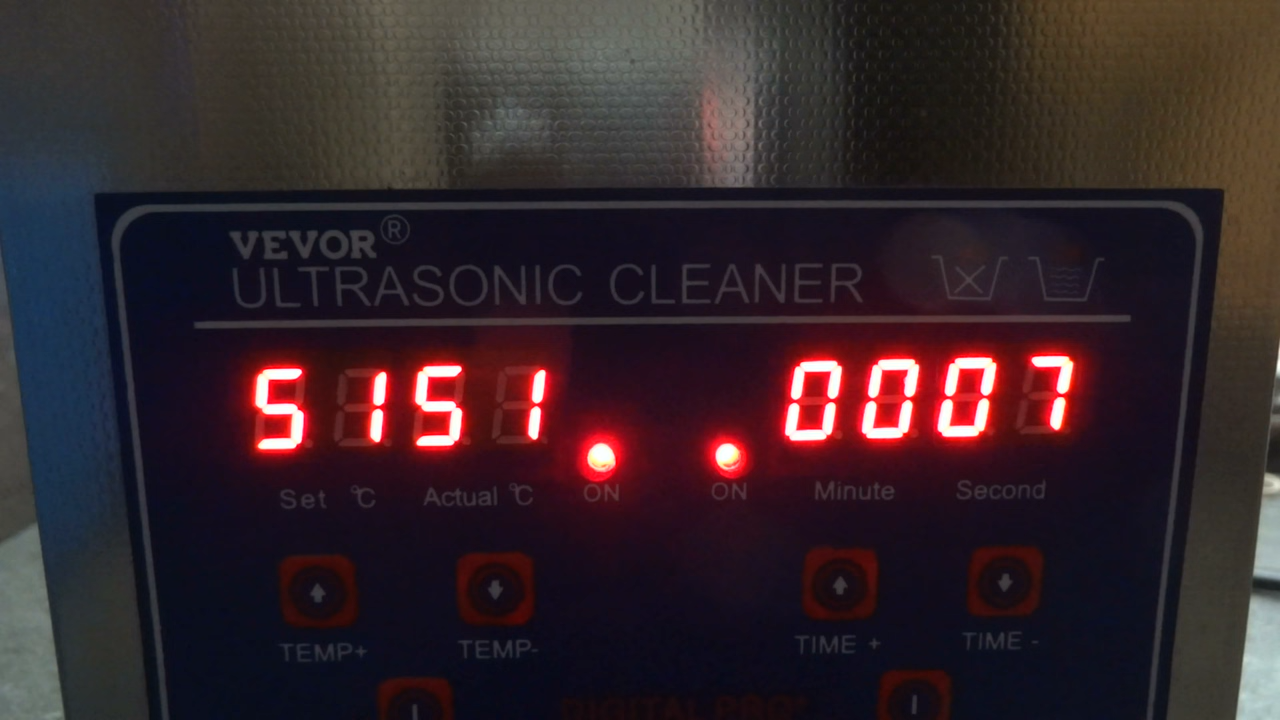 VEVOR®
ULTRASONIC CLEANER
5151 0007
Set °C Actual °C ON ON Minute Second
TEMP+ TEMP- TIME + TIME -